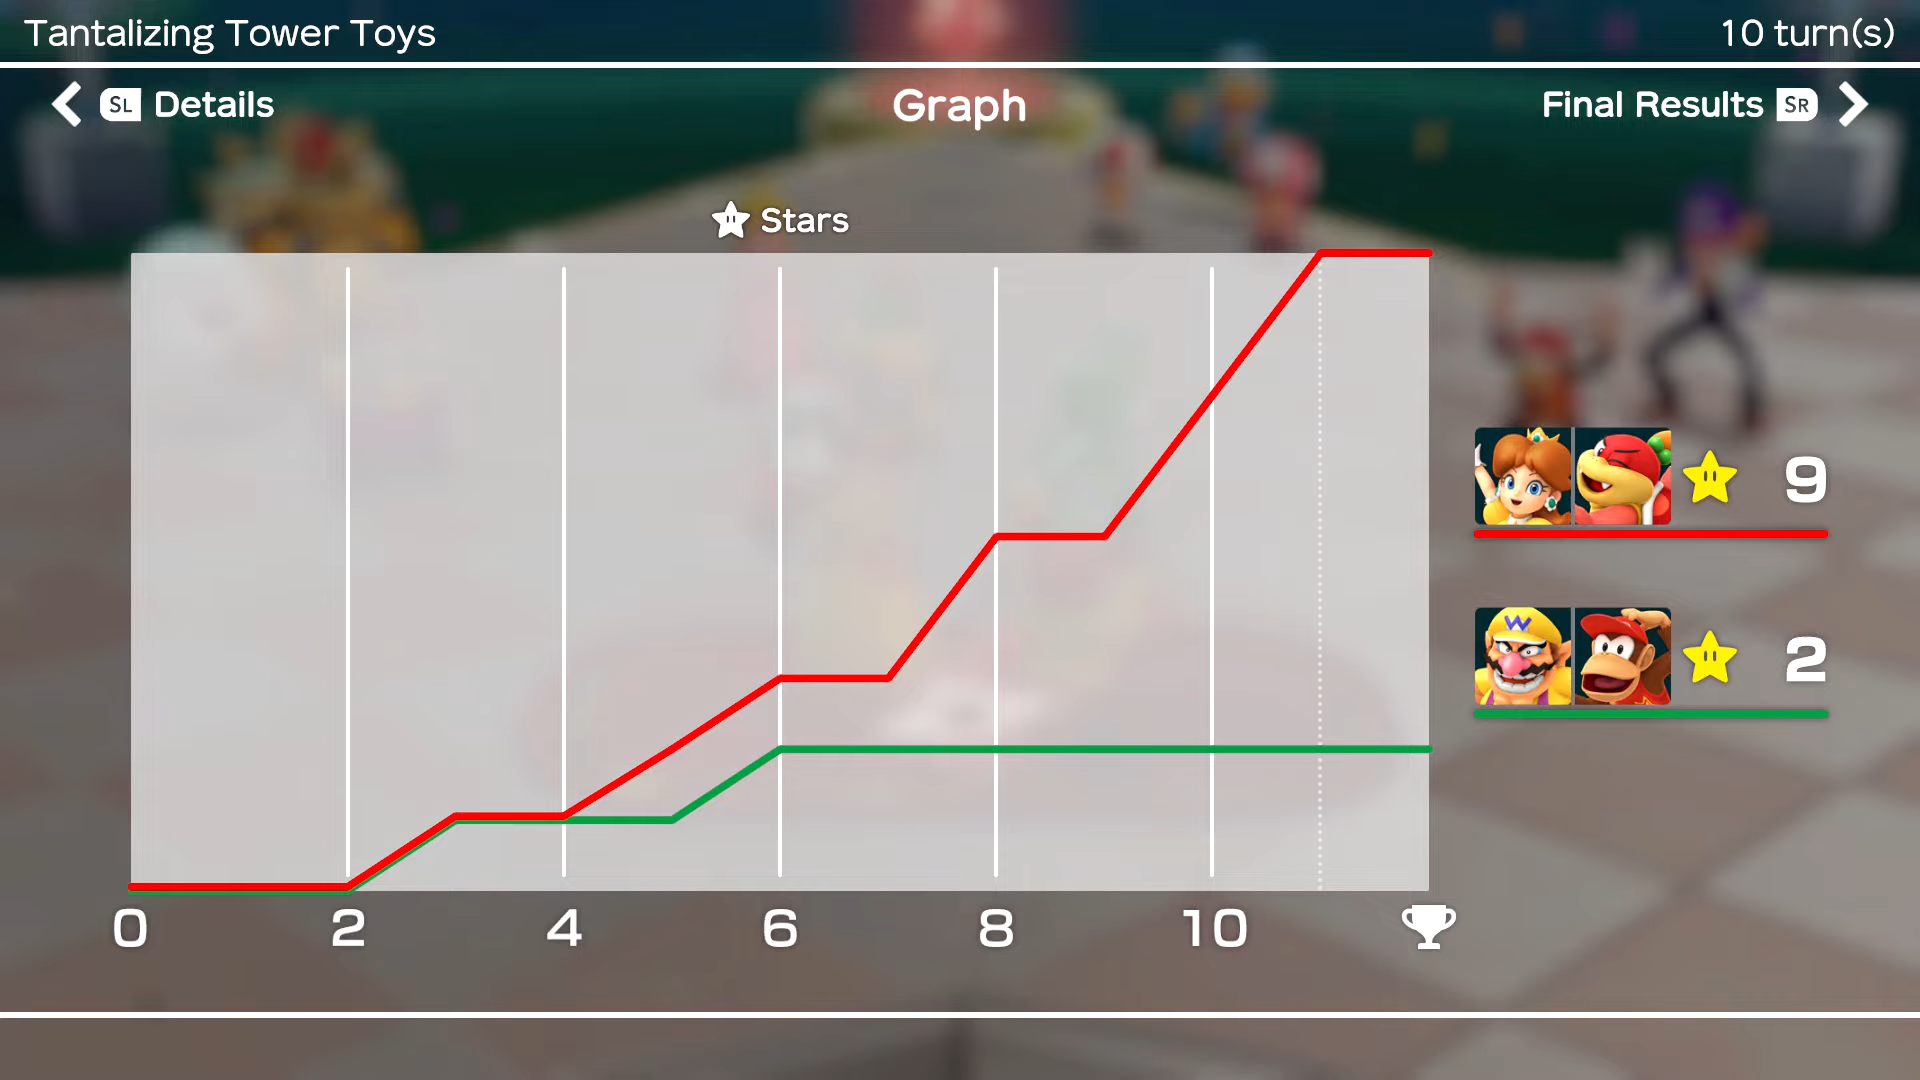 Tantalizing Tower Toys
10 turn(s)
SL Details
Graph
Final Results SR
Stars
9
W
2
0 2 4 6 8 10